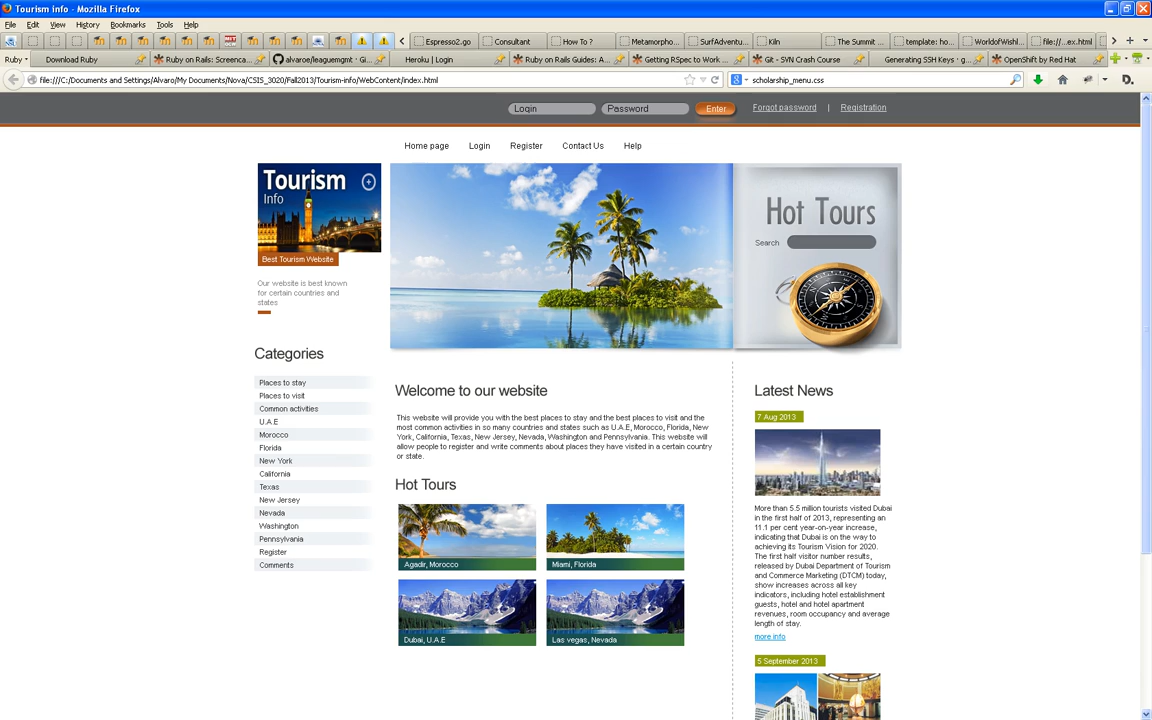 Tourism info - Mozilla Firefox
File Edit View History Bookmarks Tools Help
Espresso2.go Consultant How To ? Metamorpho... SurfAdventu... Kiln The Summit ... template: ho... WorldofWishl... file://...ex.html
Ruby Download Ruby Ruby on Rails: Screenca... alvaroe/leaguemgmt · Gi... Heroku | Login Ruby on Rails Guides: A... Getting RSpec to Work ... Git - SVN Crash Course Generating SSH Keys · g... OpenShift by Red Hat
file:///C:/Documents and Settings/Alvaro/My Documents/Nova/CSIS_3020/Fall2013/Tourism-info/WebContent/index.html scholarship_menu.css
Login Password Enter Forgot password | Registration
Home page Login Register Contact Us Help
Tourism
Info
Best Tourism Website
Our website is best known
for certain countries and
states
Hot Tours
Search
Categories
Places to stay
Places to visit
Common activities
U.A.E
Morocco
Florida
New York
California
Texas
New Jersey
Nevada
Washington
Pennsylvania
Register
Comments
Welcome to our website
This website will provide you with the best places to stay and the best places to visit and the
most common activities in so many countries and states such as U.A.E, Morocco, Florida, New
York, California, Texas, New Jersey, Nevada, Washington and Pennsylvania. This website will
allow people to register and write comments about places they have visited in a certain country
or state.
Hot Tours
Agadir, Morocco
Miami, Florida
Dubai, U.A.E
Las vegas, Nevada
Latest News
7 Aug 2013
More than 5.5 million tourists visited Dubai
in the first half of 2013, representing an
11.1 per cent year-on-year increase,
indicating that Dubai is on the way to
achieving its Tourism Vision for 2020.
The first half visitor number results,
released by Dubai Department of Tourism
and Commerce Marketing (DTCM) today,
show increases across all key
indicators, including hotel establishment
guests, hotel and hotel apartment
revenues, room occupancy and average
length of stay.
more info
5 September 2013